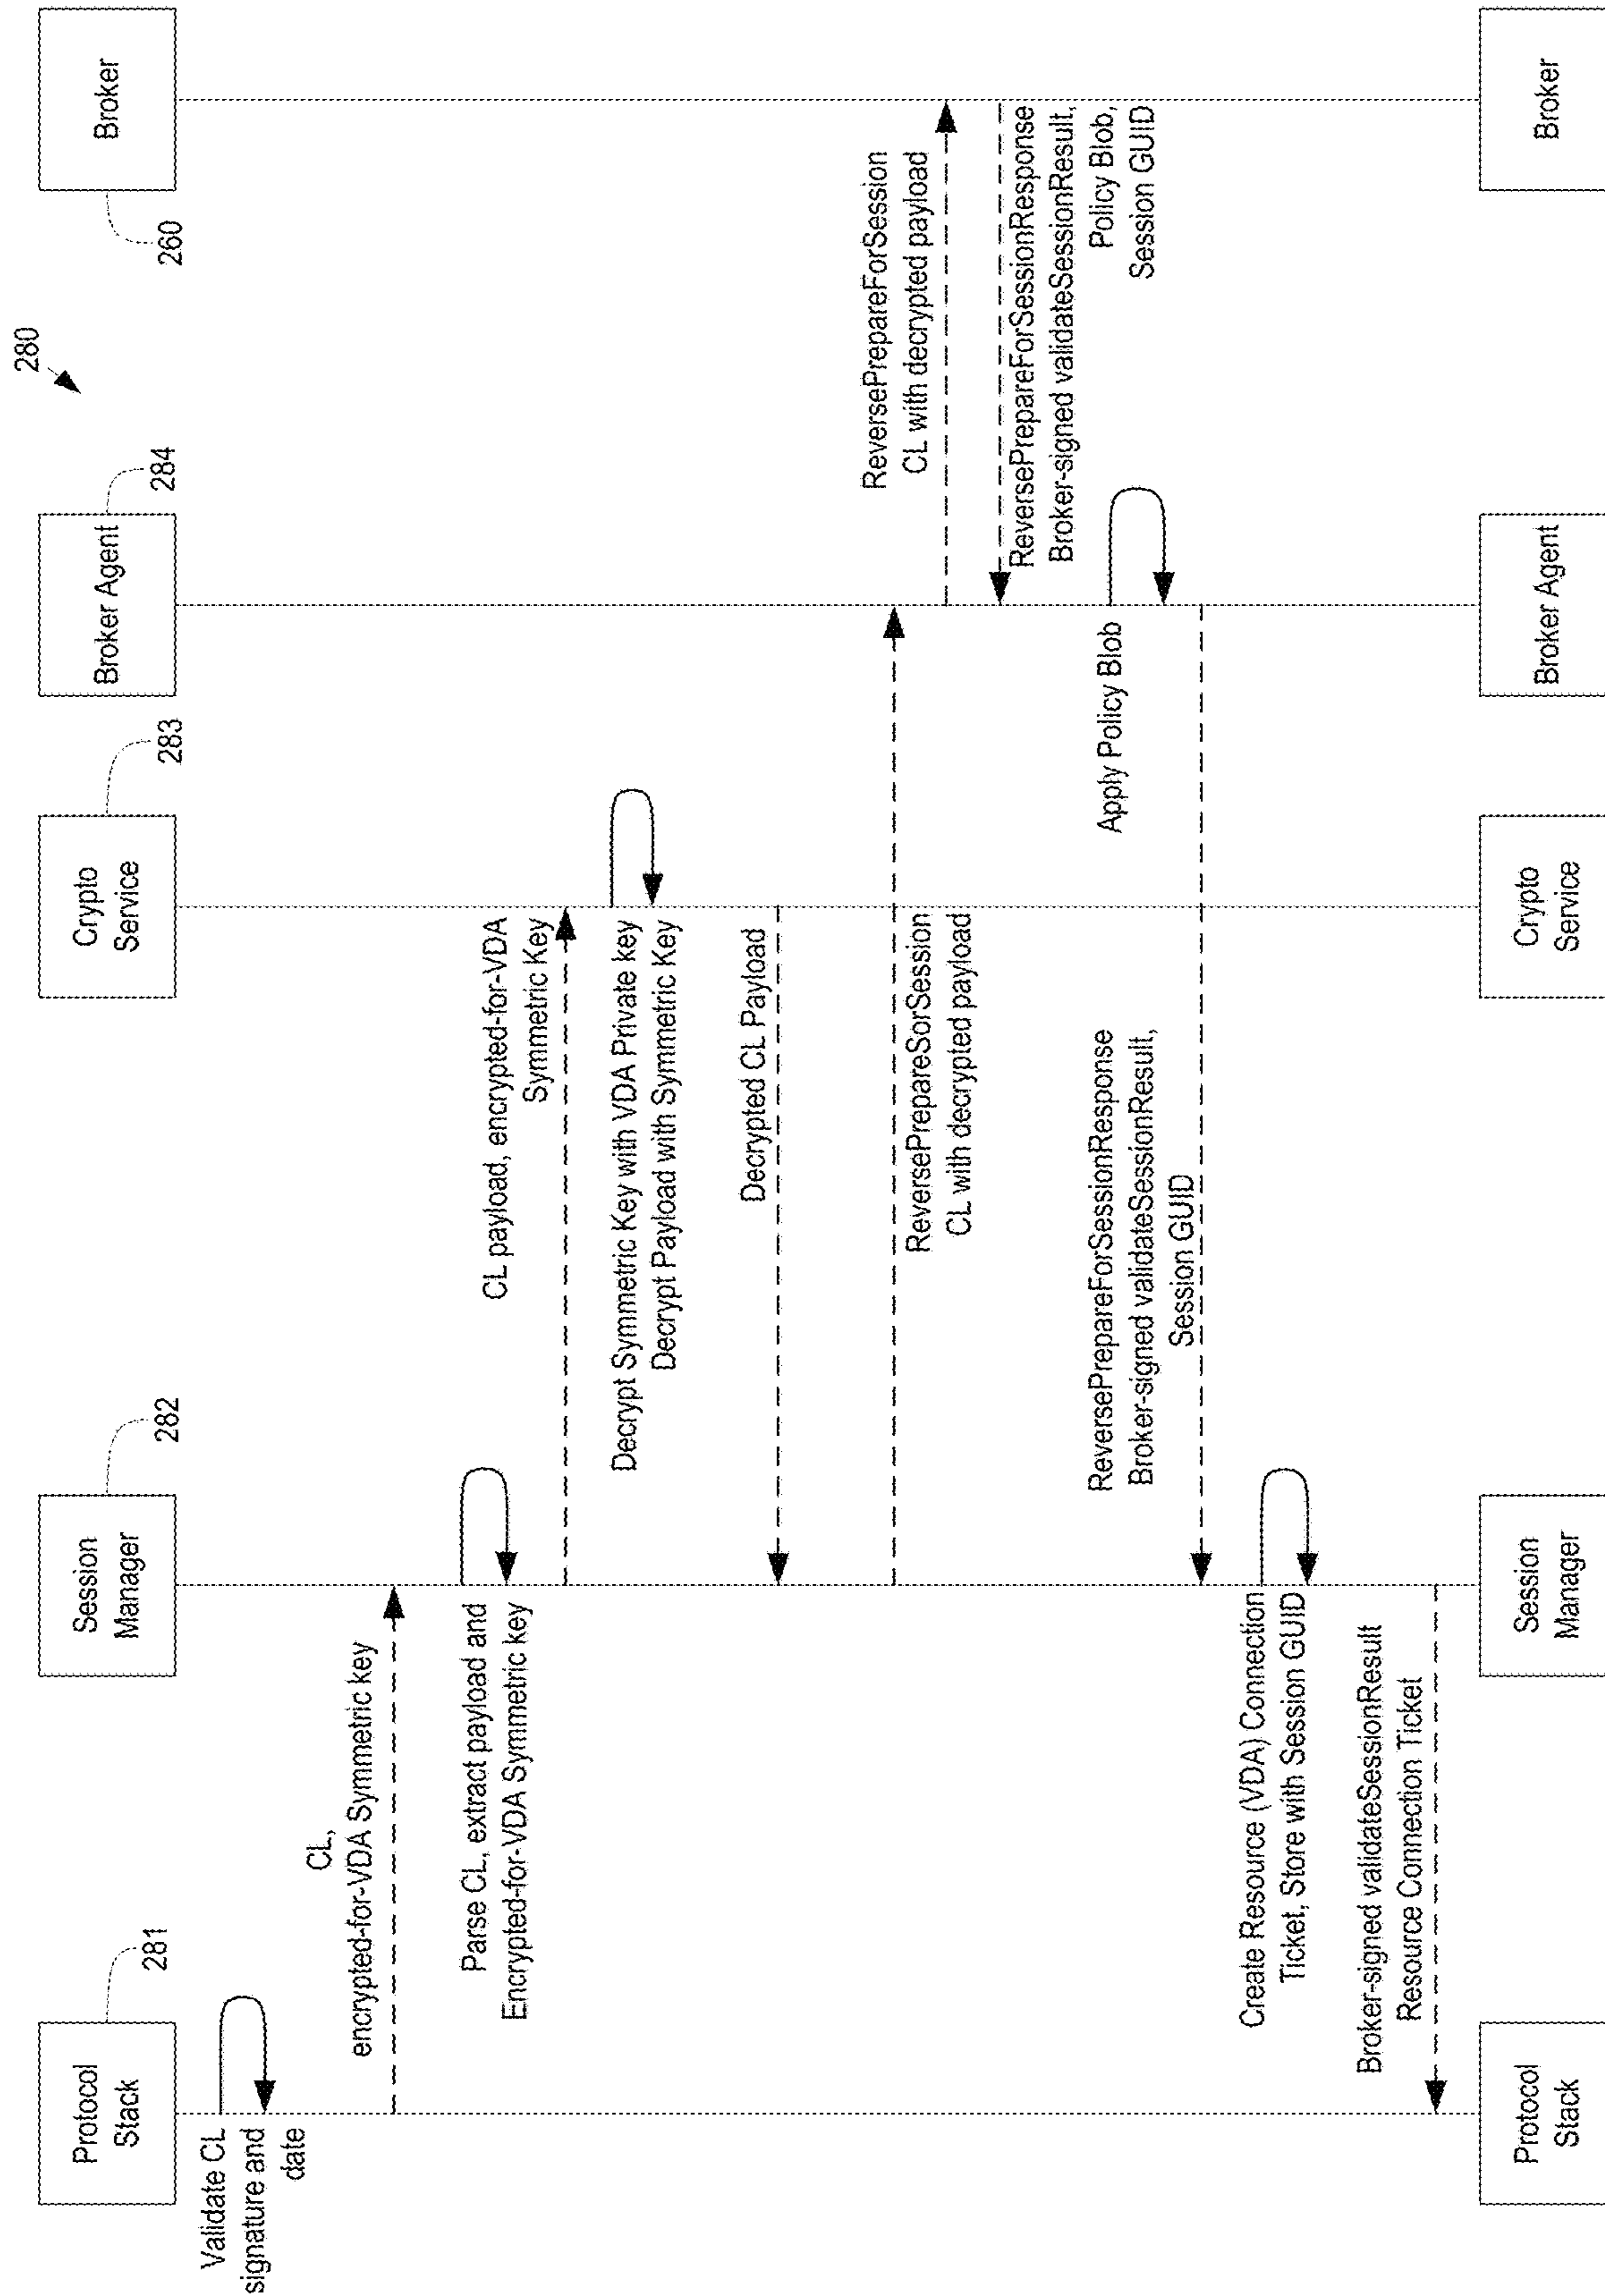 280
Protocol
Stack
281
Session
Manager
282
Crypto
Service
283
Broker Agent
284
Broker
260
Validate CL
signature and
date
CL,
encrypted-for-VDA Symmetric key
Parse CL, extract payload and
Encrypted-for-VDA Symmetric key
CL payload, encrypted-for-VDA
Symmetric Key
Decrypt Symmetric Key with VDA Private key
Decrypt Payload with Symmetric Key
Decrypted CL Payload
ReversePrepareSorSession
CL with decrypted payload
ReversePrepareForSession
CL with decrypted payload
ReversePrepareForSessionResponse
Broker-signed validateSessionResult,
Policy Blob,
Session GUID
Apply Policy Blob
ReversePrepareForSessionResponse
Broker-signed validateSessionResult,
Session GUID
Create Resource (VDA) Connection
Ticket, Store with Session GUID
Broker-signed validateSessionResult
Resource Connection Ticket
Protocol
Stack
Session
Manager
Crypto
Service
Broker Agent
Broker